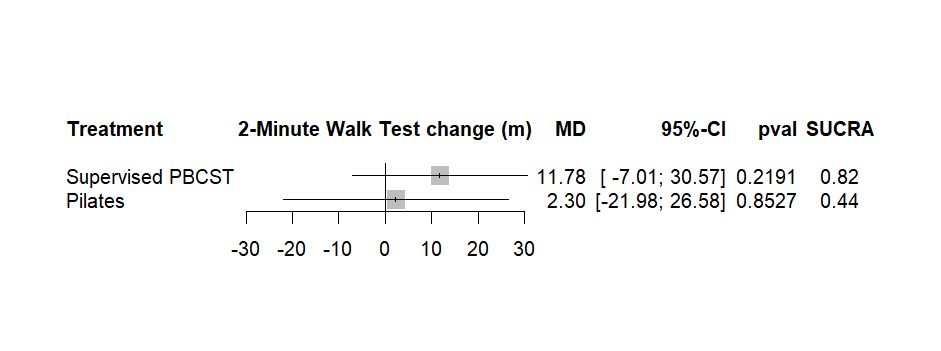 Treatment 2-Minute Walk Test change (m) MD 95%-CI pval SUCRA
Supervised PBCST 11.78 [ -7.01; 30.57] 0.2191 0.82
Pilates 2.30 [-21.98; 26.58] 0.8527 0.44
-30 -20 -10 0 10 20 30